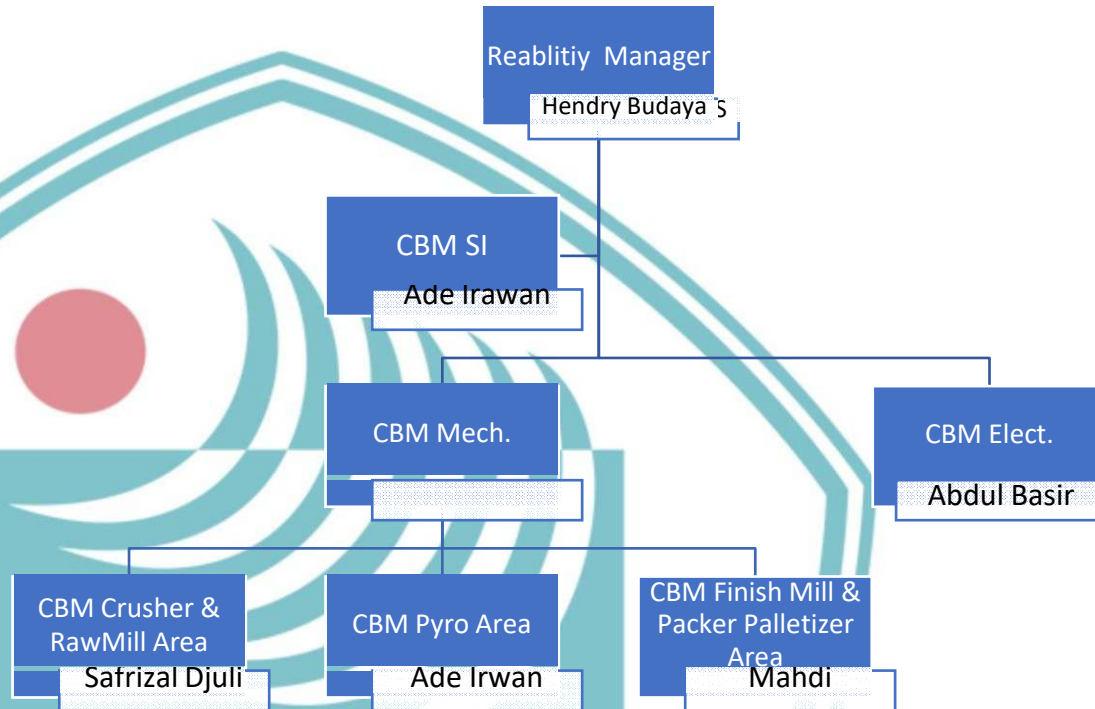 Reablitiy Manager
Hendry Budaya
CBM SI
Ade Irawan
CBM Mech.
CBM Elect.
Abdul Basir
CBM Crusher &
RawMill Area
Safrizal Djuli
CBM Pyro Area
Ade Irwan
CBM Finish Mill &
Packer Palletizer
Area
Mahdi